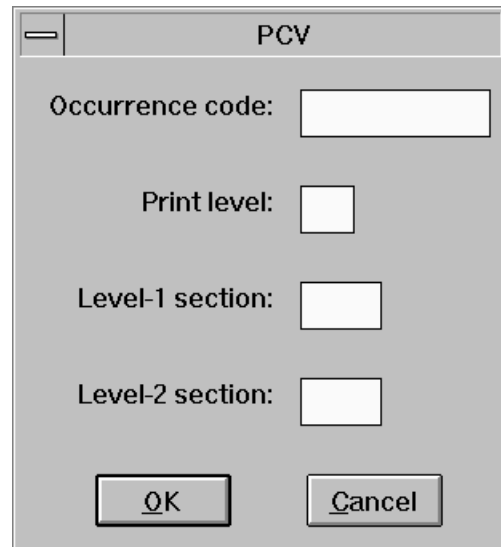 PCV
Occurrence code:
Print level:
Level-1 section:
Level-2 section:
OK Cancel